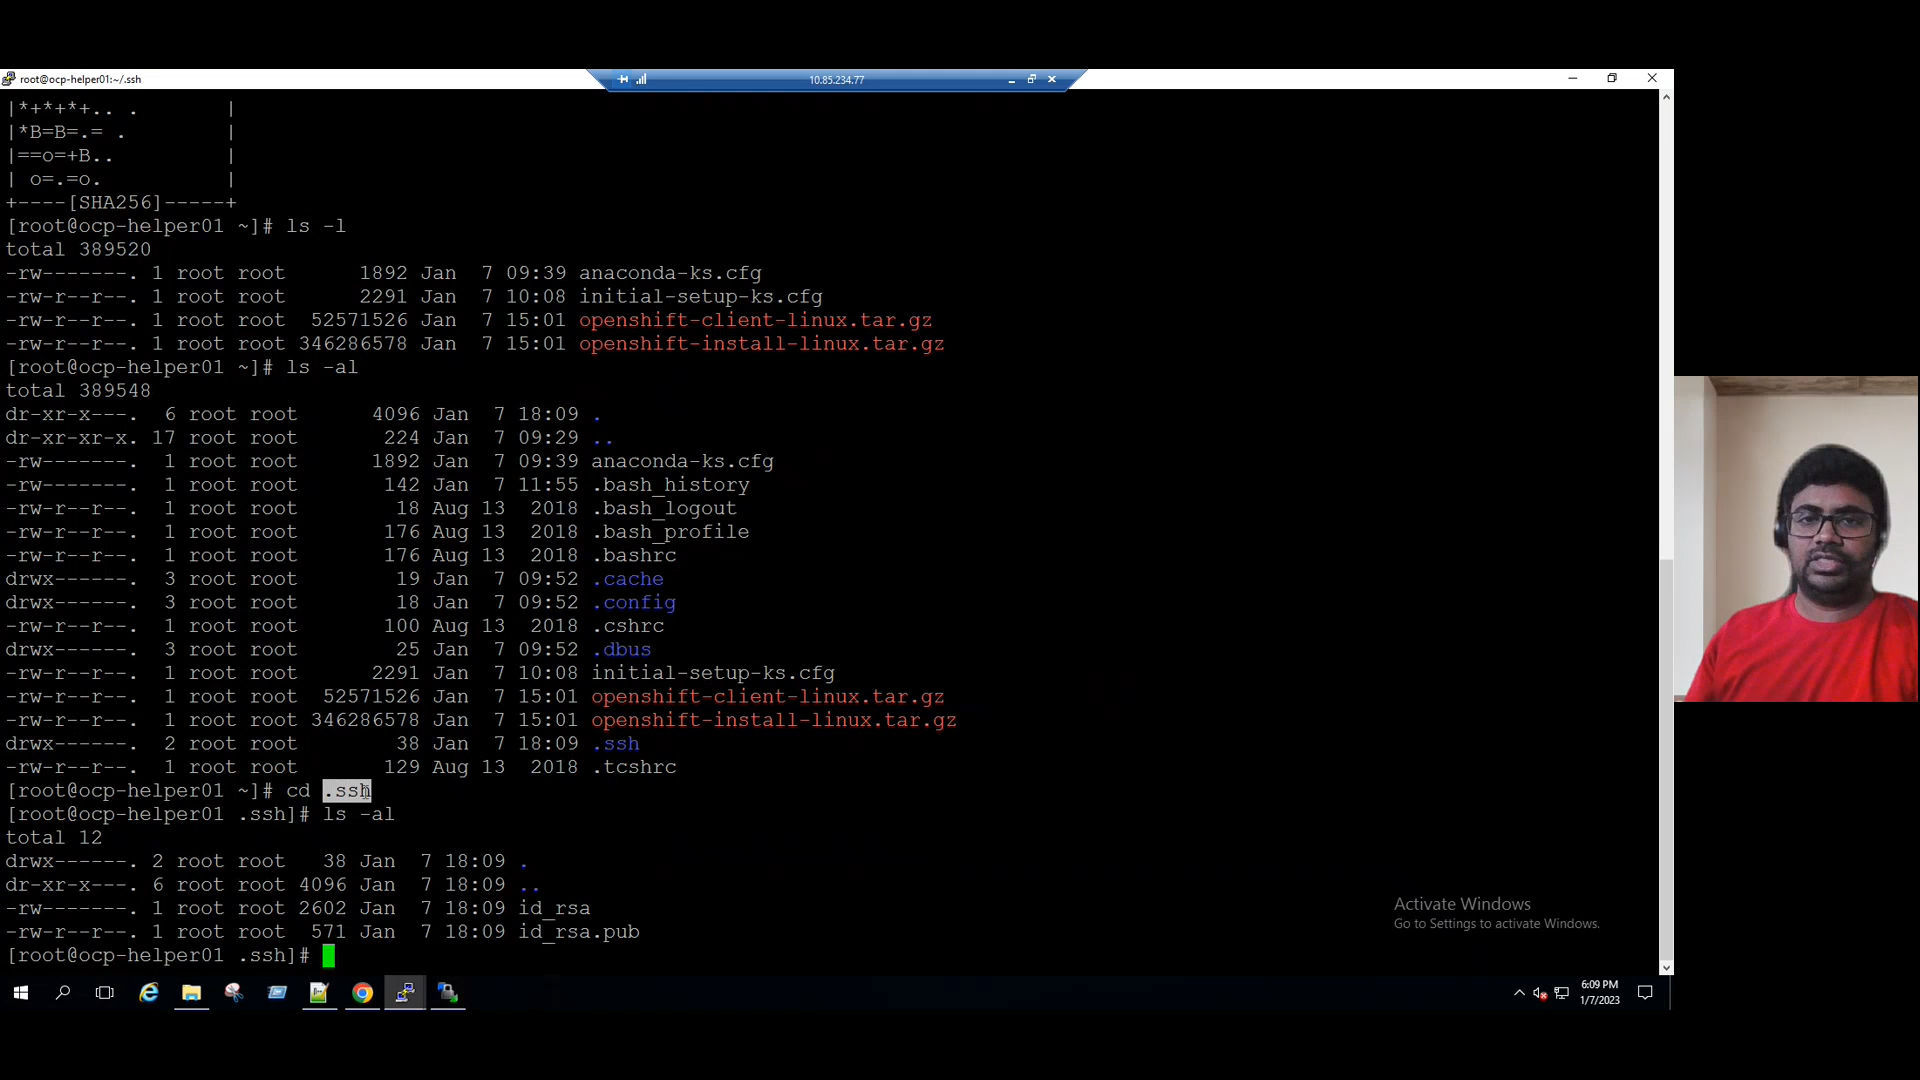 root@ocp-helper01:~/.ssh
10.85.234.77
|*+*+*+.. .       |
|*B=B=.= .        |
|==o=+B..         |
| o=.=o.          |
+----[SHA256]-----+
[root@ocp-helper01 ~]# ls -l
total 389520
-rw-------. 1 root root      1892 Jan  7 09:39 anaconda-ks.cfg
-rw-r--r--. 1 root root      2291 Jan  7 10:08 initial-setup-ks.cfg
-rw-r--r--. 1 root root  52571526 Jan  7 15:01 openshift-client-linux.tar.gz
-rw-r--r--. 1 root root 346286578 Jan  7 15:01 openshift-install-linux.tar.gz
[root@ocp-helper01 ~]# ls -al
total 389548
dr-xr-x---.  6 root root      4096 Jan  7 18:09 .
dr-xr-xr-x. 17 root root       224 Jan  7 09:29 ..
-rw-------.  1 root root      1892 Jan  7 09:39 anaconda-ks.cfg
-rw-------.  1 root root       142 Jan  7 11:55 .bash_history
-rw-r--r--.  1 root root        18 Aug 13  2018 .bash_logout
-rw-r--r--.  1 root root       176 Aug 13  2018 .bash_profile
-rw-r--r--.  1 root root       176 Aug 13  2018 .bashrc
drwx------.  3 root root        19 Jan  7 09:52 .cache
drwx------.  3 root root        18 Jan  7 09:52 .config
-rw-r--r--.  1 root root       100 Aug 13  2018 .cshrc
drwx------.  3 root root        25 Jan  7 09:52 .dbus
-rw-r--r--.  1 root root      2291 Jan  7 10:08 initial-setup-ks.cfg
-rw-r--r--.  1 root root  52571526 Jan  7 15:01 openshift-client-linux.tar.gz
-rw-r--r--.  1 root root 346286578 Jan  7 15:01 openshift-install-linux.tar.gz
drwx------.  2 root root        38 Jan  7 18:09 .ssh
-rw-r--r--.  1 root root       129 Aug 13  2018 .tcshrc
[root@ocp-helper01 ~]# cd .ssh
[root@ocp-helper01 .ssh]# ls -al
total 12
drwx------. 2 root root   38 Jan  7 18:09 .
dr-xr-x---. 6 root root 4096 Jan  7 18:09 ..
-rw-------. 1 root root 2602 Jan  7 18:09 id_rsa
-rw-r--r--. 1 root root  571 Jan  7 18:09 id_rsa.pub
[root@ocp-helper01 .ssh]#
Activate Windows
Go to Settings to activate Windows.
6:09 PM
1/7/2023